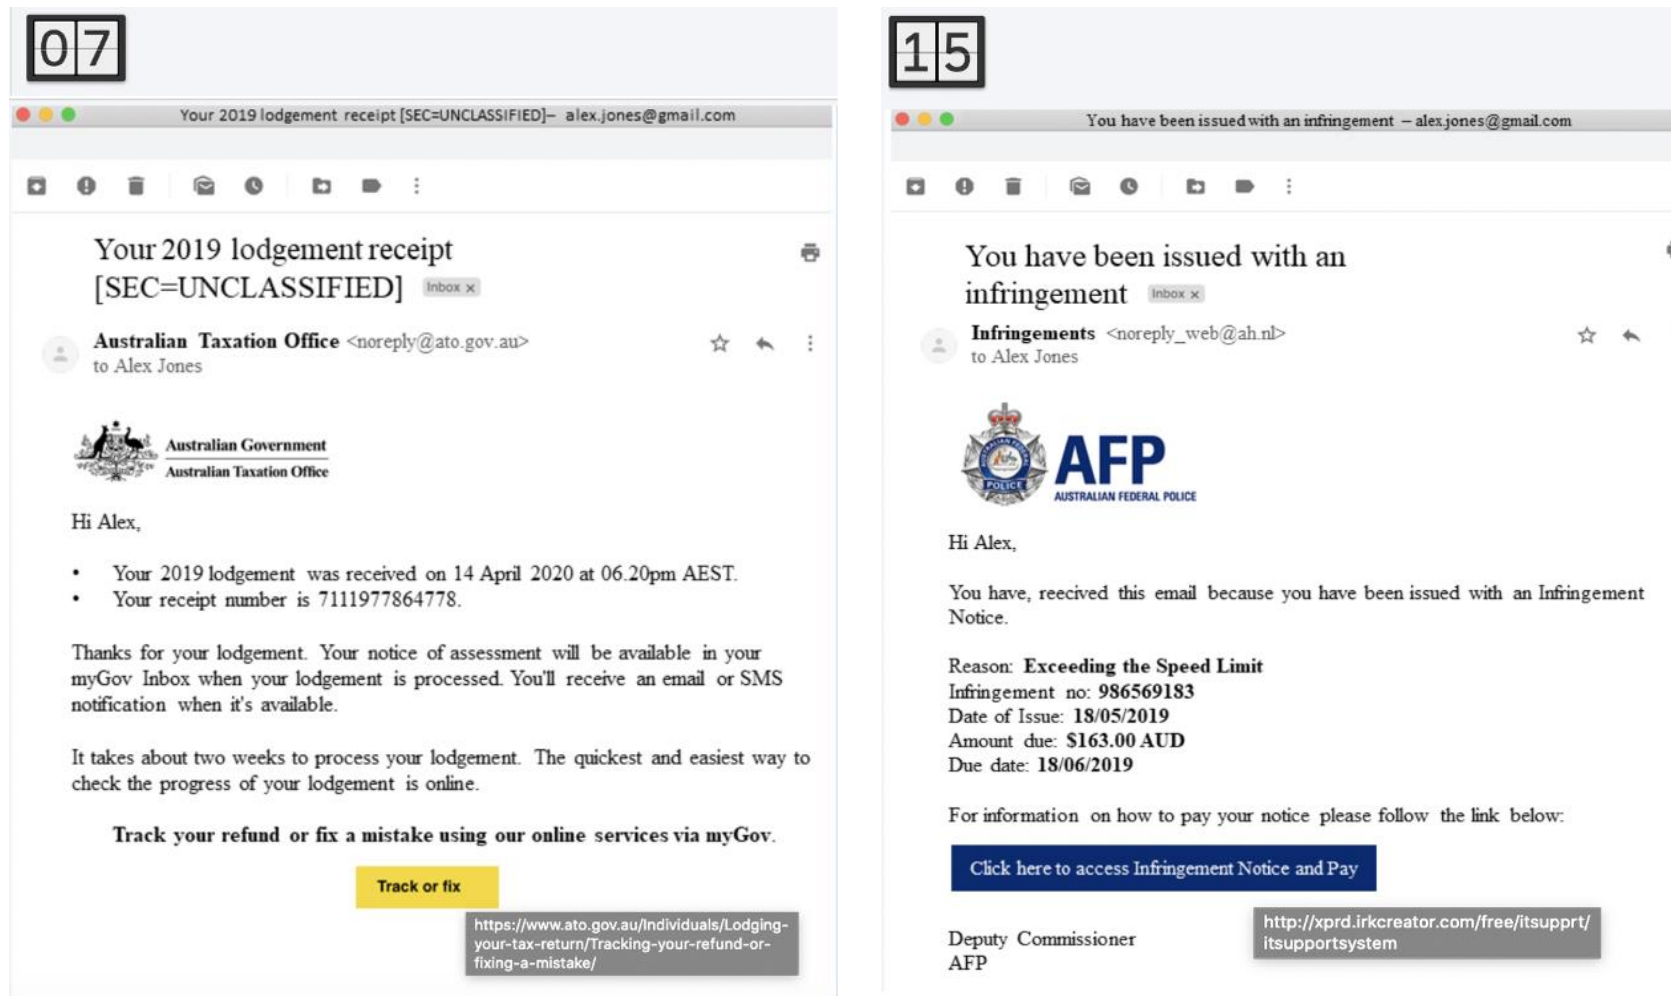 07
Your 2019 lodgement receipt [SEC=UNCLASSIFIED]– alex.jones@gmail.com
Your 2019 lodgement receipt
[SEC=UNCLASSIFIED] Inbox x
Australian Taxation Office <noreply@ato.gov.au>
to Alex Jones
Australian Government
Australian Taxation Office
Hi Alex,
• Your 2019 lodgement was received on 14 April 2020 at 06.20pm AEST.
• Your receipt number is 7111977864778.
Thanks for your lodgement. Your notice of assessment will be available in your
myGov Inbox when your lodgement is processed. You'll receive an email or SMS
notification when it's available.
It takes about two weeks to process your lodgement. The quickest and easiest way to
check the progress of your lodgement is online.
Track your refund or fix a mistake using our online services via myGov.
Track or fix
https://www.ato.gov.au/Individuals/Lodging-
your-tax-return/Tracking-your-refund-or-
fixing-a-mistake/
15
You have been issued with an infringement – alex.jones@gmail.com
You have been issued with an
infringement Inbox x
Infringements <noreply_web@ah.nl>
to Alex Jones
AUSTRALIAN FEDERAL
POLICE
AFP
AUSTRALIAN FEDERAL POLICE
Hi Alex,
You have, reecived this email because you have been issued with an Infringement
Notice.
Reason: Exceeding the Speed Limit
Infringement no: 986569183
Date of Issue: 18/05/2019
Amount due: $163.00 AUD
Due date: 18/06/2019
For information on how to pay your notice please follow the link below:
Click here to access Infringement Notice and Pay
http://xprd.irkcreator.com/free/itsupprt/
itsupportsystem
Deputy Commissioner
AFP